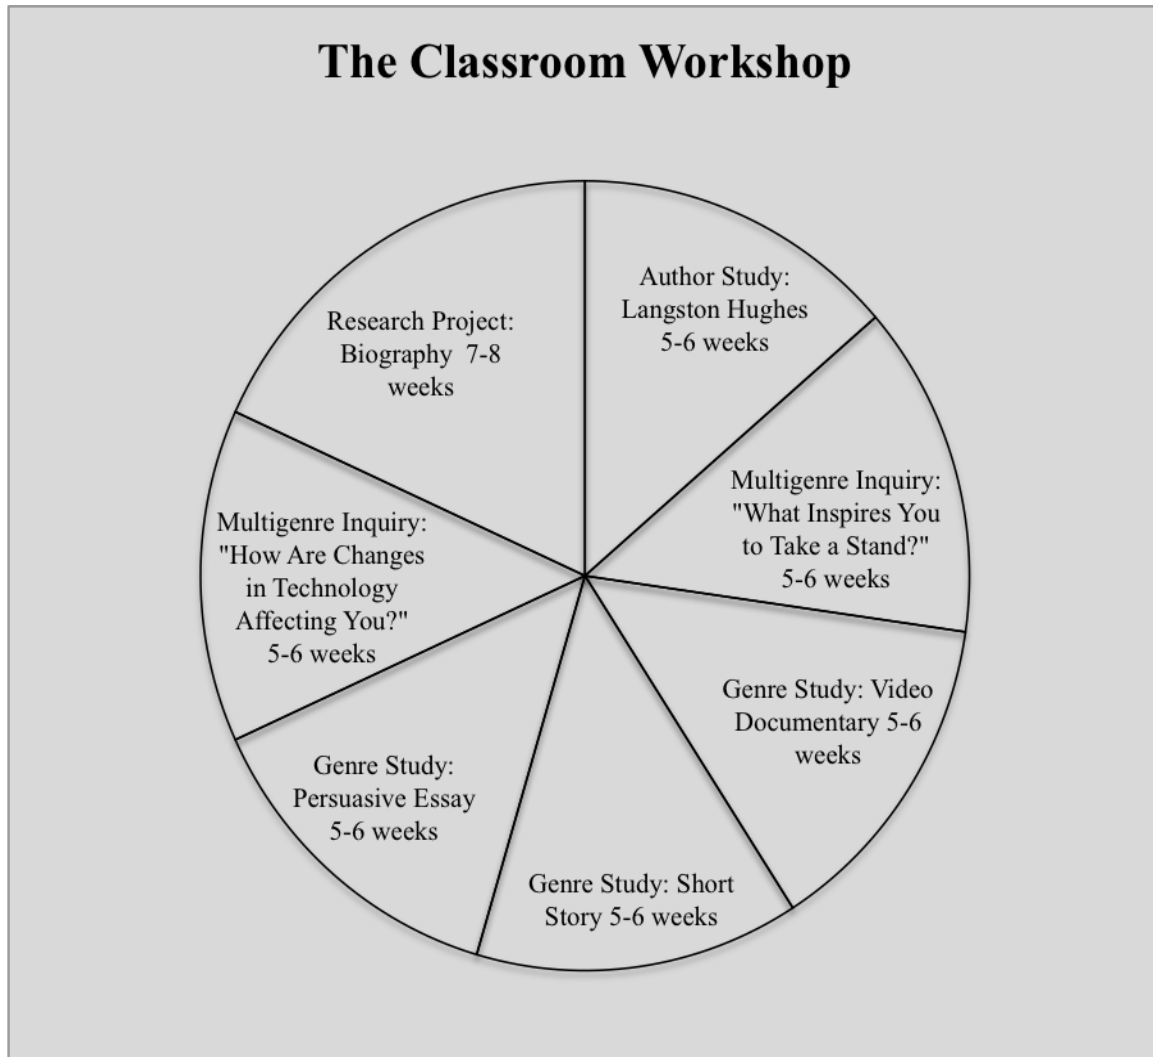 The Classroom Workshop
Author Study:
Langston Hughes
5-6 weeks
Multigenre Inquiry:
"What Inspires You
to Take a Stand?"
5-6 weeks
Genre Study: Video
Documentary 5-6
weeks
Genre Study: Short
Story 5-6 weeks
Genre Study:
Persuasive Essay
5-6 weeks
Multigenre Inquiry:
"How Are Changes
in Technology
Affecting You?"
5-6 weeks
Research Project:
Biography  7-8
weeks